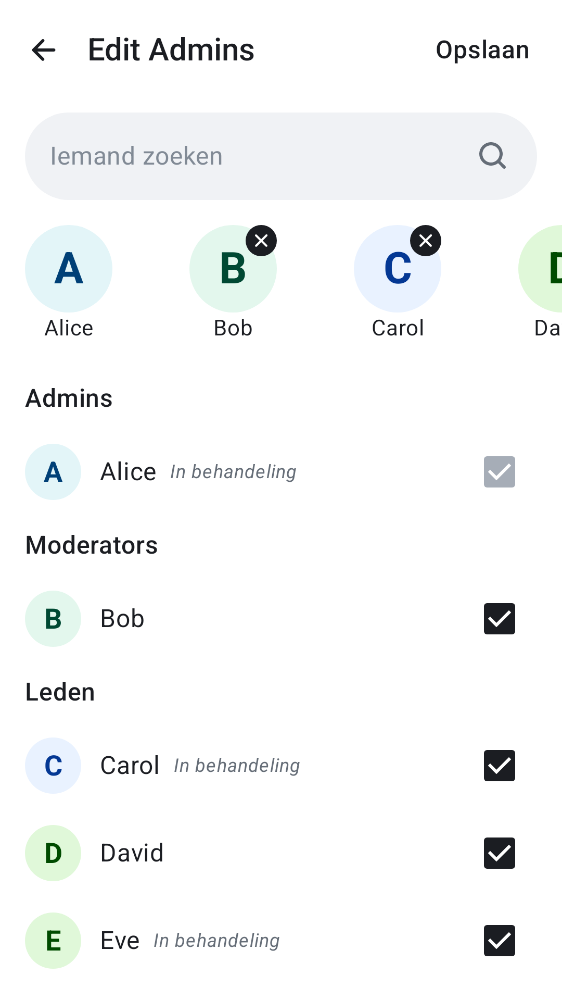 Edit Admins Opslaan
Iemand zoeken
A B C D
Alice Bob Carol Da
Admins
A Alice In behandeling
Moderators
B Bob
Leden
C Carol In behandeling
D David
E Eve In behandeling